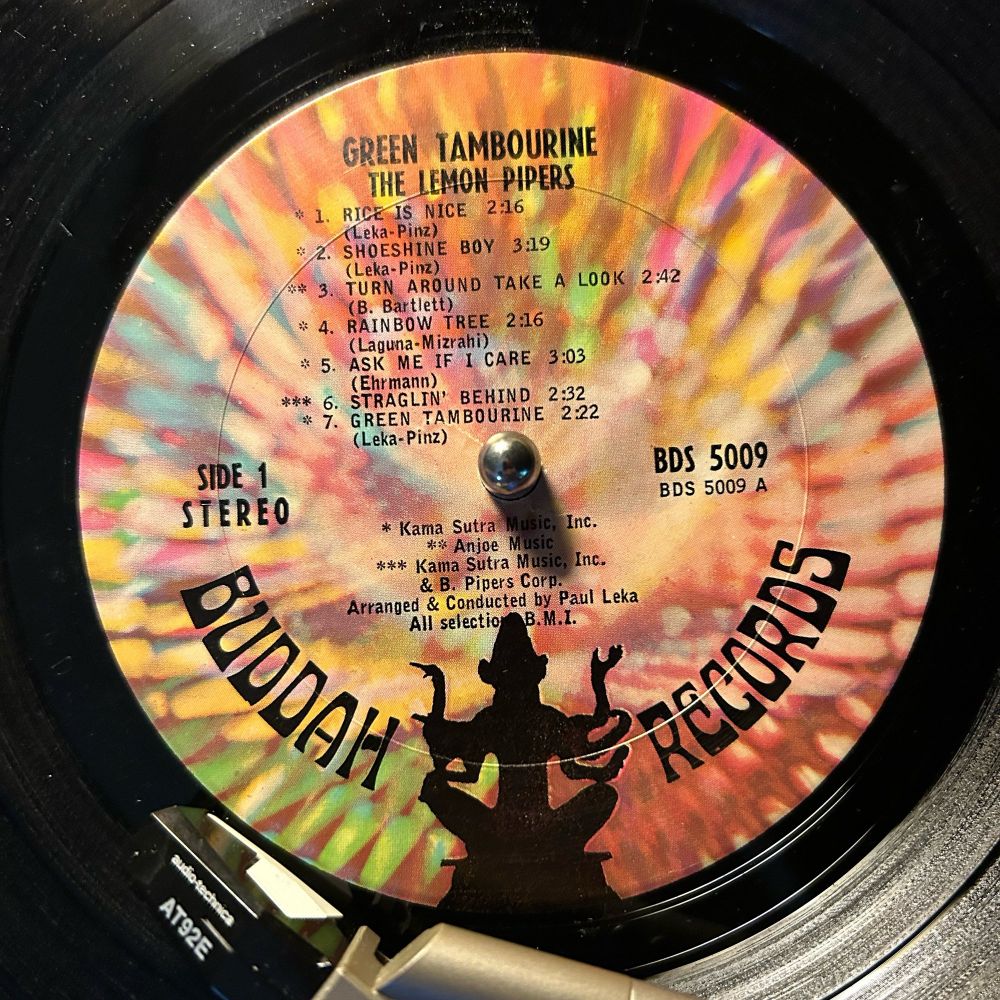 GREEN TAMBOURINE
THE LEMON PIPERS
* 1. RICE IS NICE 2:16
(Leka-Pinz)
* 2. SHOESHINE BOY 3:19
(Leka-Pinz)
** 3. TURN AROUND TAKE A LOOK 2:42
(B. Bartlett)
* 4. RAINBOW TREE 2:16
(Laguna-Mizrahi)
* 5. ASK ME IF I CARE 3:03
(Ehrmann)
*** 6. STRAGLIN' BEHIND 2:32
* 7. GREEN TAMBOURINE 2:22
(Leka-Pinz)
SIDE 1
STEREO
BDS 5009
BDS 5009 A
* Kama Sutra Music, Inc.
** Anjoe Music
*** Kama Sutra Music, Inc.
& B. Pipers Corp.
Arranged & Conducted by Paul Leka
All selection B.M.I.
BUDDAH RECORDS
audio-technica
AT92E